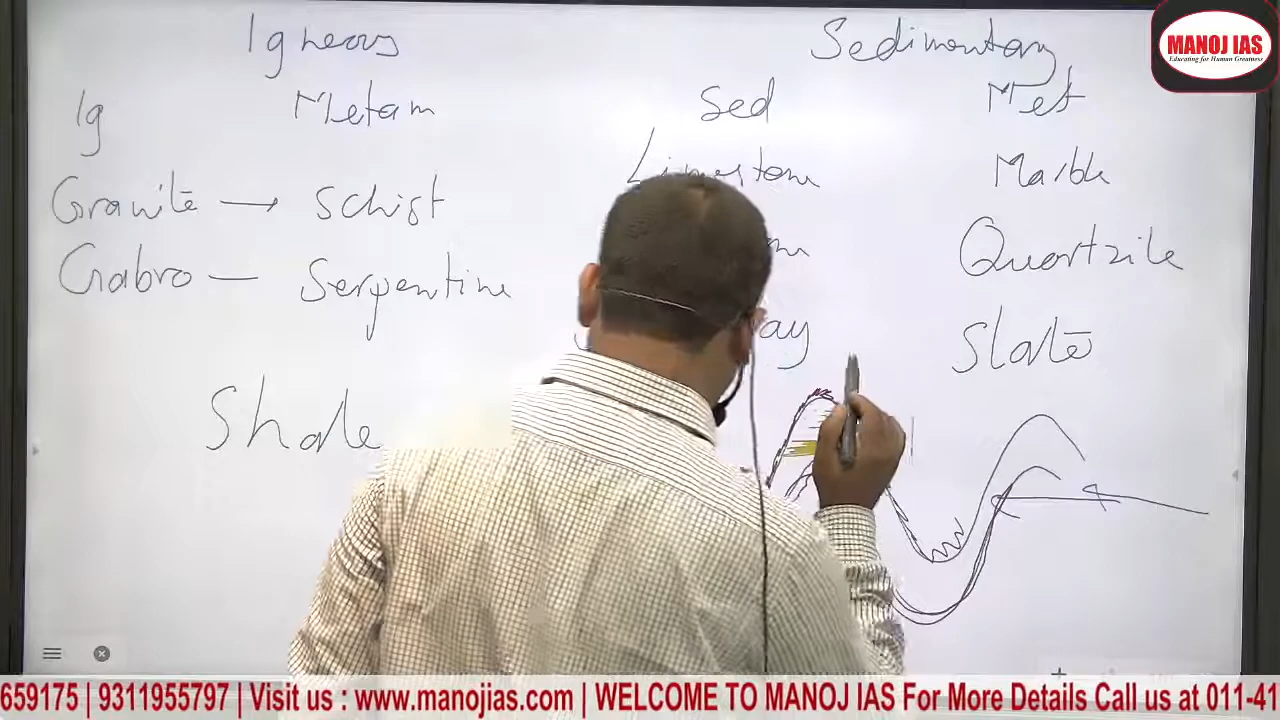 Igneous Sedimentary
MANOJ IAS
Educating for Human Greatness
Ig Metam Sed Met
Limestone Marble
Granite → Schist
Quartzite
Gabro — Serpentine
Slate
Shale
659175 | 9311955797 | Visit us : www.manojias.com | WELCOME TO MANOJ IAS For More Details Call us at 011-41